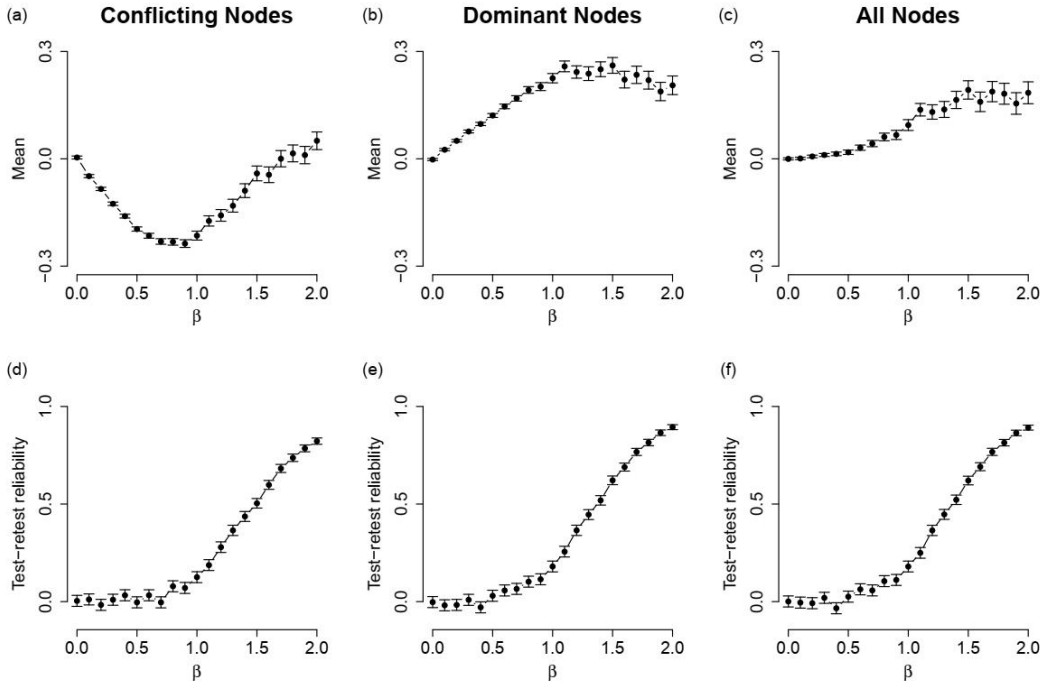 (a) Conflicting Nodes
(b) Dominant Nodes
(c) All Nodes
Mean
0.3
0.0
−0.3
0.0 0.5 1.0 1.5 2.0
β
Mean
0.3
0.0
−0.3
0.0 0.5 1.0 1.5 2.0
β
Mean
0.3
0.0
−0.3
0.0 0.5 1.0 1.5 2.0
β
(d)
Test−retest reliability
1.0
0.5
0.0
0.0 0.5 1.0 1.5 2.0
β
(e)
Test−retest reliability
1.0
0.5
0.0
0.0 0.5 1.0 1.5 2.0
β
(f)
Test−retest reliability
1.0
0.5
0.0
0.0 0.5 1.0 1.5 2.0
β